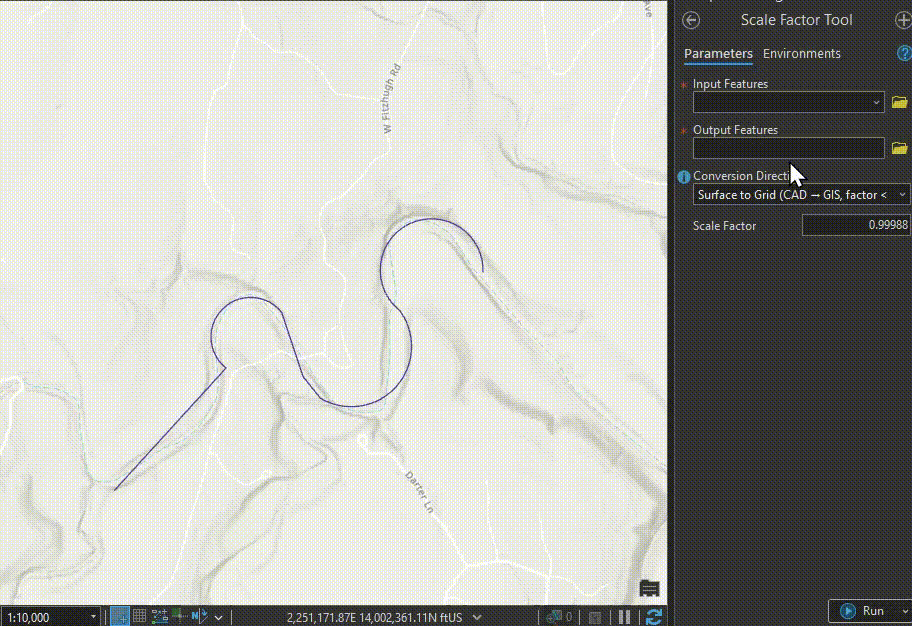 Scale Factor Tool
Parameters Environments
Input Features
Output Features
Surface to Grid (CAD → GIS, factor <
Conversion Directi
Scale Factor
0.99988
Ave
W Fitzhugh Rd
Darter Ln
1:10,000
2,251,171.87E 14,002,361.11N ftUS
0
Run